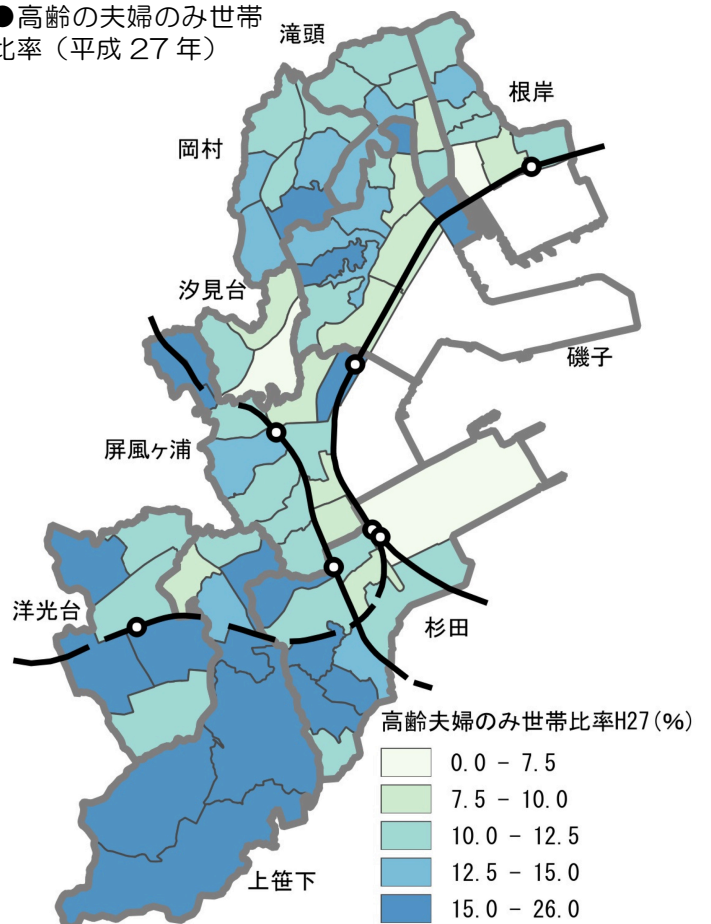 ●高齢の夫婦のみ世帯
比率（平成 27 年）
滝頭
根岸
岡村
汐見台
磯子
屏風ヶ浦
洋光台
杉田
上笹下
高齢夫婦のみ世帯比率H27(%)
0.0 - 7.5
7.5 - 10.0
10.0 - 12.5
12.5 - 15.0
15.0 - 26.0